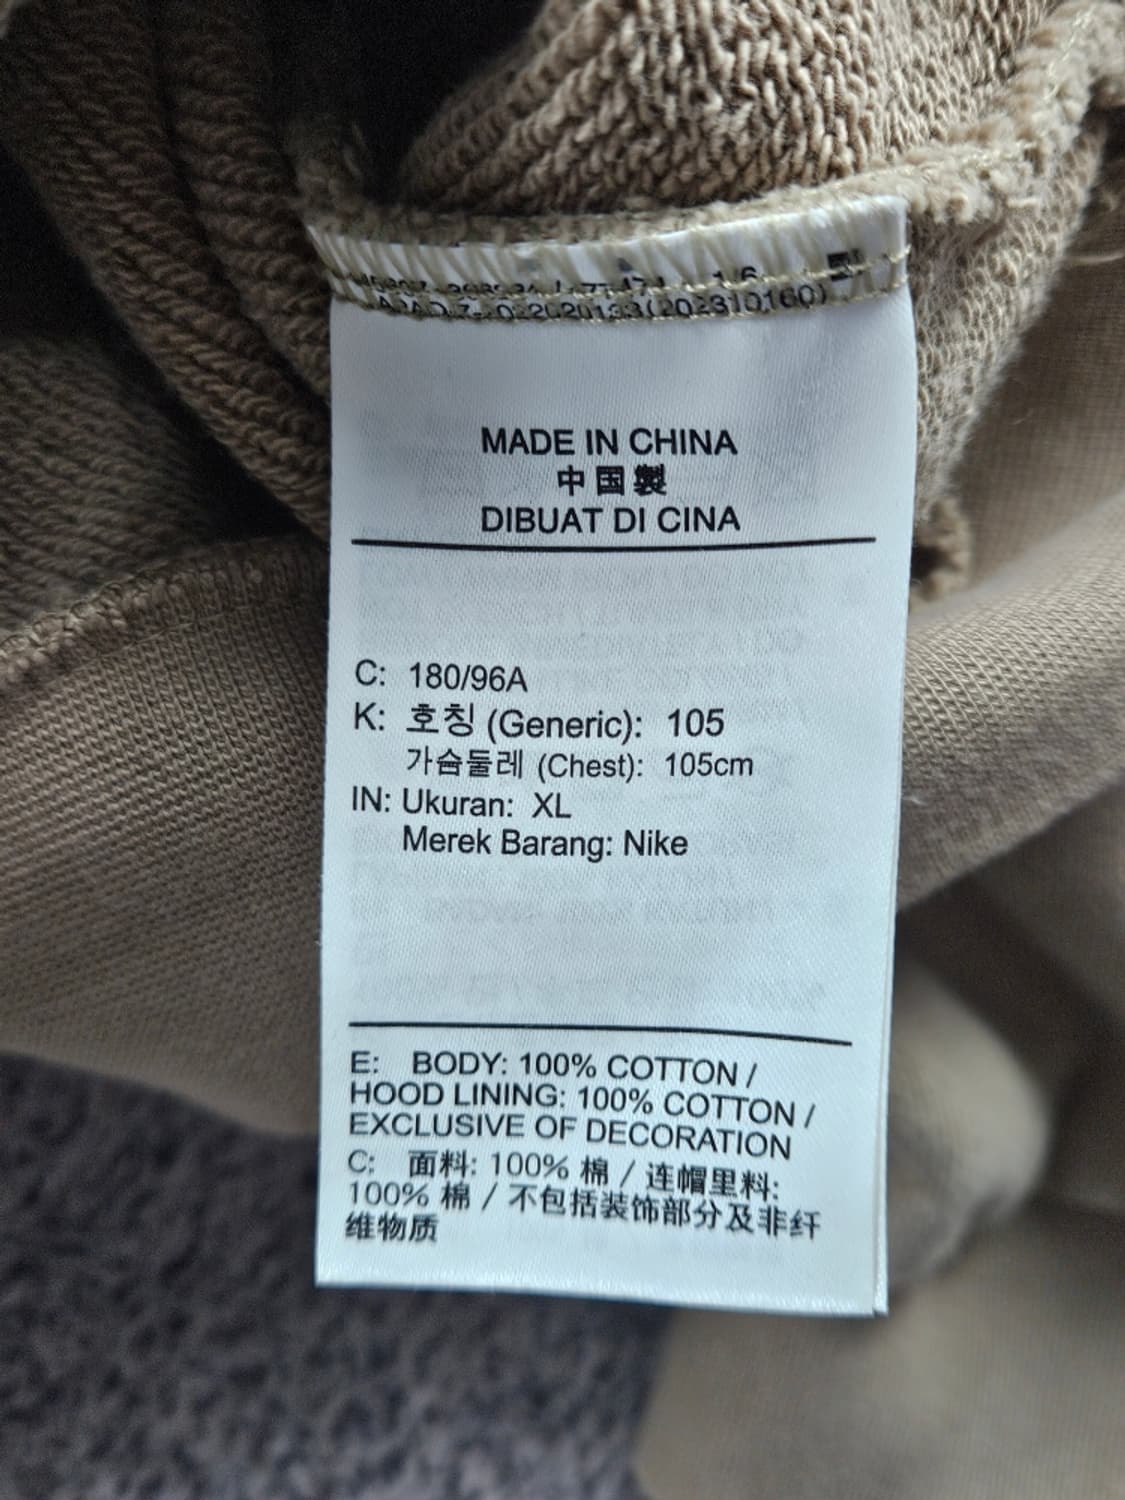 1/6
(202310160)
MADE IN CHINA
中国製
DIBUAT DI CINA
C: 180/96A
K: 호칭 (Generic): 105
가슴둘레 (Chest): 105cm
IN: Ukuran: XL
Merek Barang: Nike
E: BODY: 100% COTTON /
HOOD LINING: 100% COTTON /
EXCLUSIVE OF DECORATION
C: 面料: 100% 棉 / 连帽里料:
100% 棉 / 不包括装饰部分及非纤
维物质